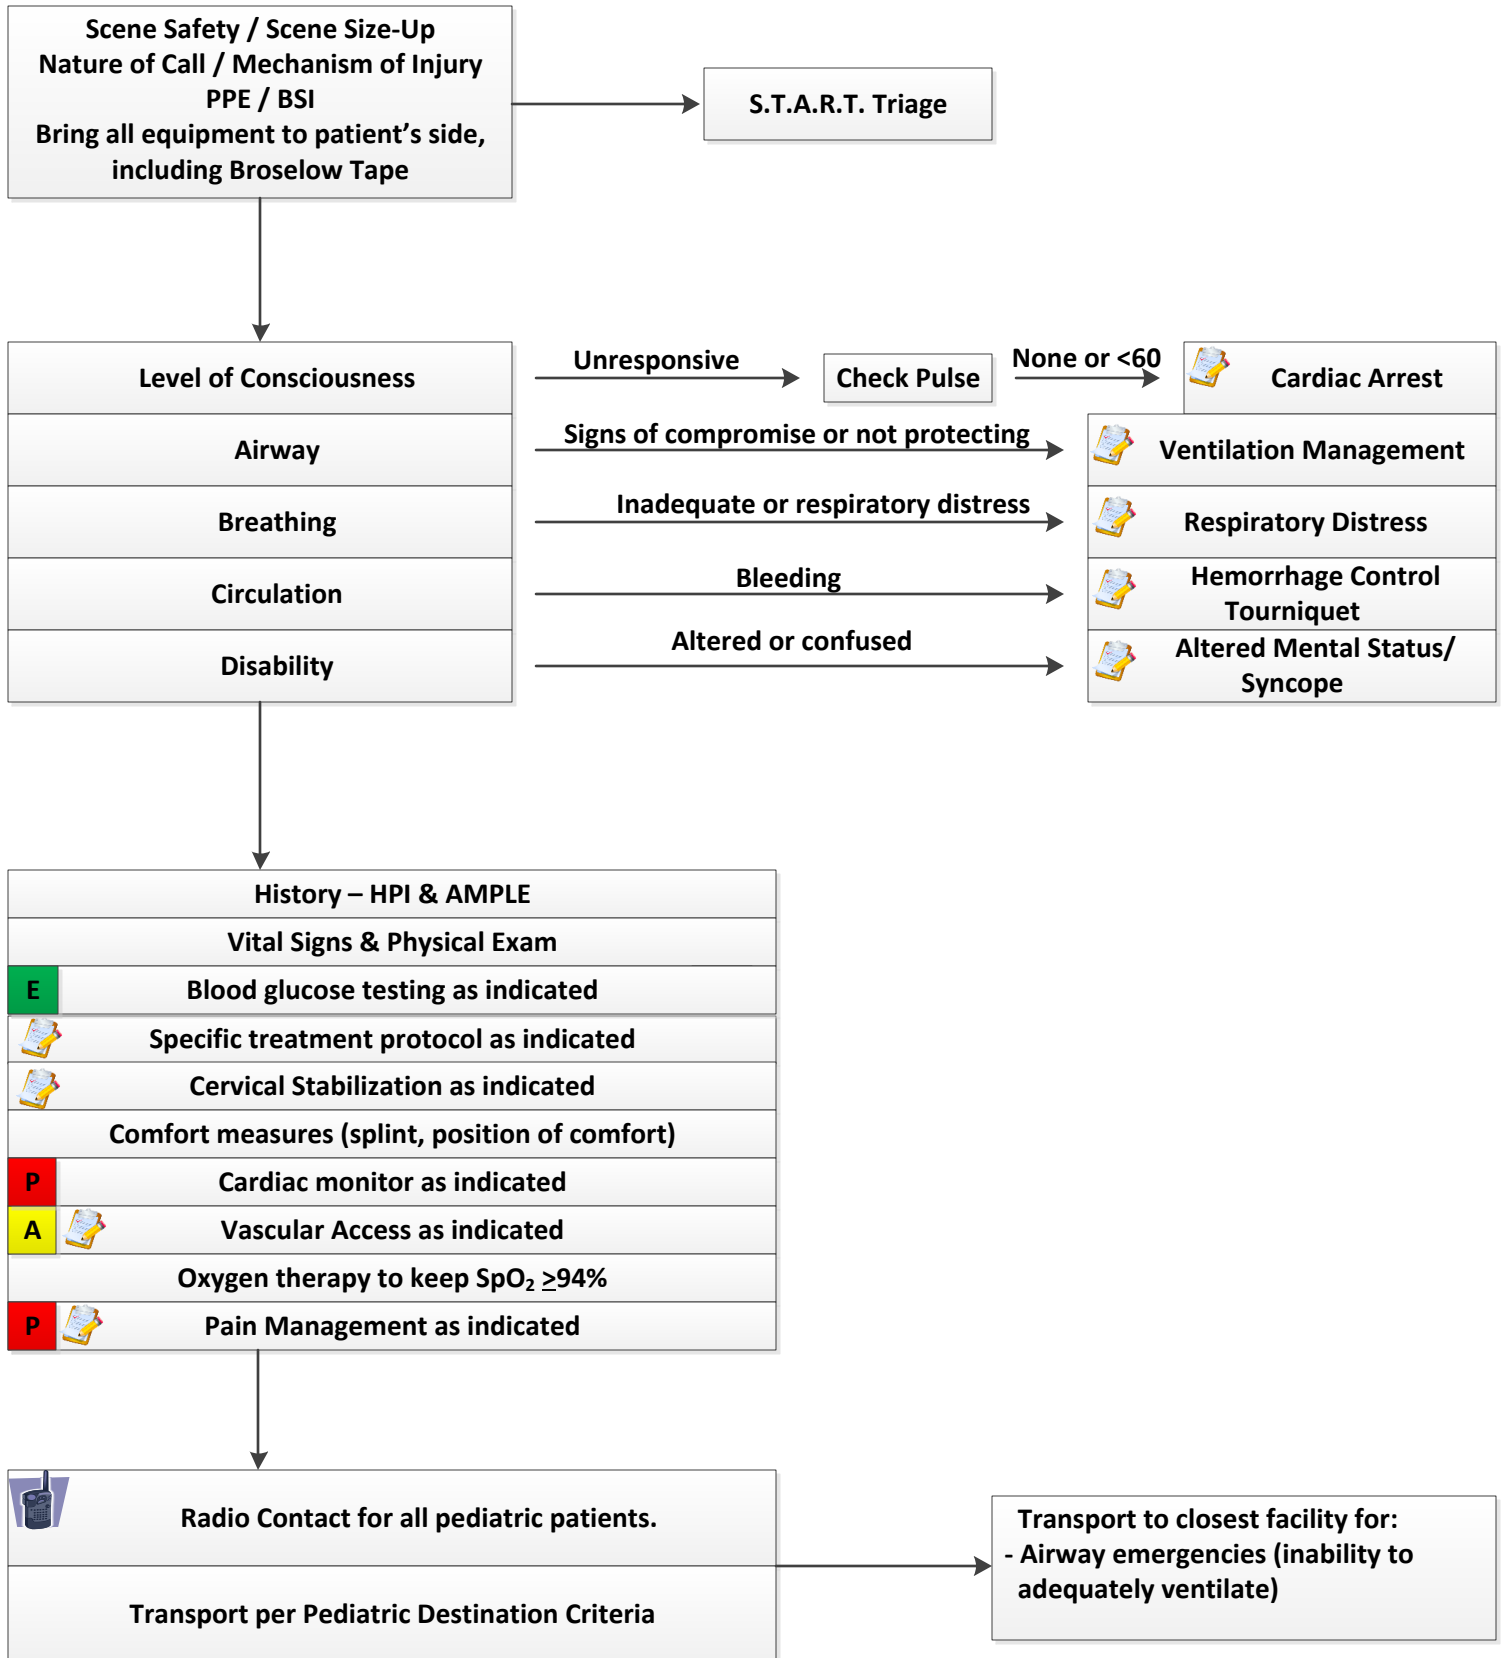 Scene Safety / Scene Size-Up
Nature of Call / Mechanism of Injury
PPE / BSI
Bring all equipment to patient's side,
including Broselow Tape
S.T.A.R.T. Triage
Level of Consciousness
Unresponsive
Check Pulse
None or <60
Cardiac Arrest
Airway
Signs of compromise or not protecting
Ventilation Management
Breathing
Inadequate or respiratory distress
Respiratory Distress
Circulation
Bleeding
Hemorrhage Control
Tourniquet
Disability
Altered or confused
Altered Mental Status/
Syncope
History – HPI & AMPLE
Vital Signs & Physical Exam
E Blood glucose testing as indicated
Specific treatment protocol as indicated
Cervical Stabilization as indicated
Comfort measures (splint, position of comfort)
P Cardiac monitor as indicated
A Vascular Access as indicated
Oxygen therapy to keep SpO₂ ≥94%
P Pain Management as indicated
Radio Contact for all pediatric patients.
Transport per Pediatric Destination Criteria
Transport to closest facility for:
- Airway emergencies (inability to
adequately ventilate)